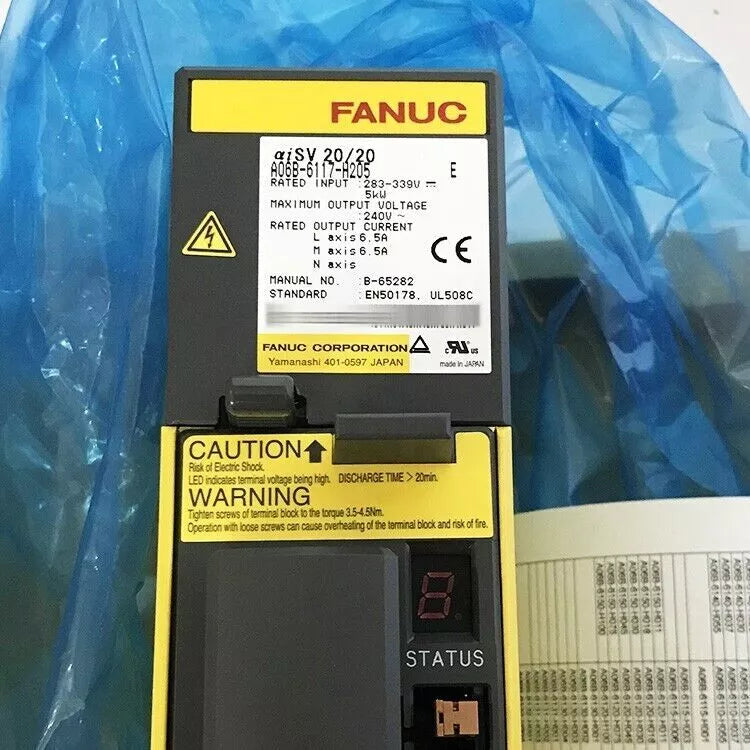 FANUC
αiSV 20/20
A06B-6117-H205 E
RATED INPUT :283-339V
5kW
MAXIMUM OUTPUT VOLTAGE
:240V ~
RATED OUTPUT CURRENT
L axis 6.5A
M axis 6.5A
N axis
MANUAL NO. :B-65282
STANDARD :EN50178, UL508C
CE
FANUC CORPORATION
Yamanashi 401-0597 JAPAN
c us
made in JAPAN
CAUTION
Risk of Electric Shock.
LED indicates terminal voltage being high. DISCHARGE TIME > 20min.
WARNING
Tighten screws of terminal block to the torque 3.5-4.5Nm.
Operation with loose screws can cause overheating of the terminal block and risk of fire.
8.
STATUS